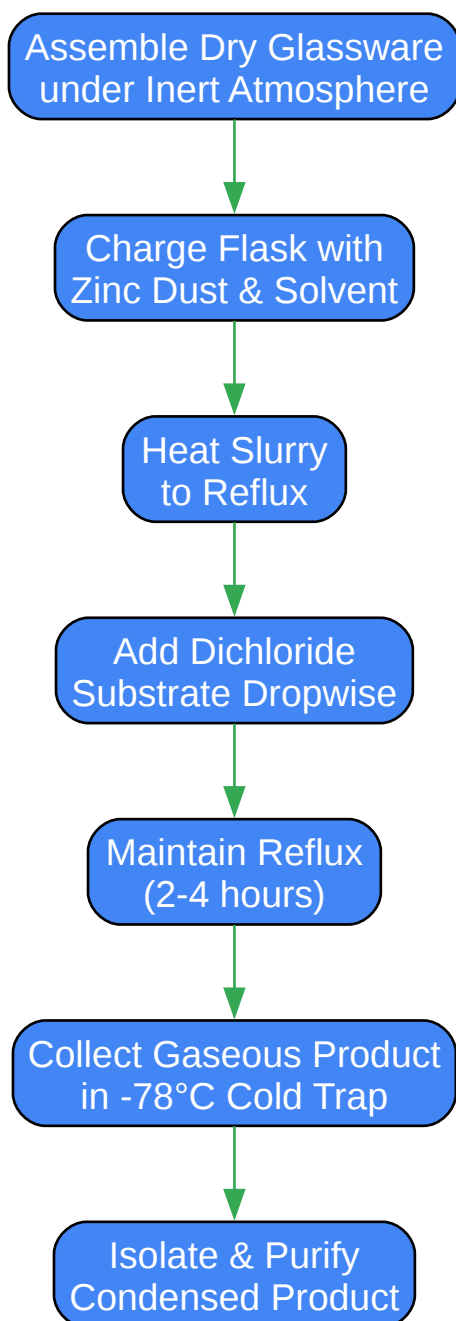 Assemble Dry Glassware
under Inert Atmosphere
Charge Flask with
Zinc Dust & Solvent
Heat Slurry
to Reflux
Add Dichloride
Substrate Dropwise
Maintain Reflux
(2-4 hours)
Collect Gaseous Product
in -78°C Cold Trap
Isolate & Purify
Condensed Product